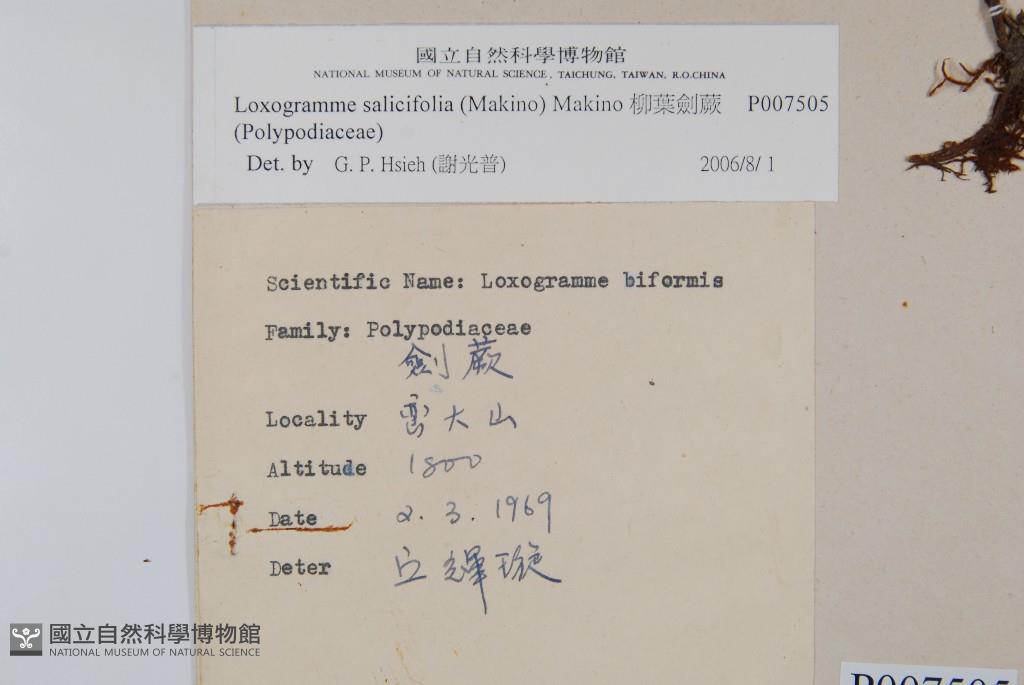 國立自然科學博物館
NATIONAL MUSEUM OF NATURAL SCIENCE, TAICHUNG, TAIWAN, R.O.CHINA
Loxogramme salicifolia (Makino) Makino 柳葉劍蕨 P007505
(Polypodiaceae)
Det. by G. P. Hsieh (謝光普) 2006/8/ 1
Scientific Name: Loxogramme biformis
Family: Polypodiaceae
劍蕨
Locality 大山
Altitude 1800
Date 2. 3. 1969
Deter 輝璇
國立自然科學博物館
NATIONAL MUSEUM OF NATURAL SCIENCE
P007505